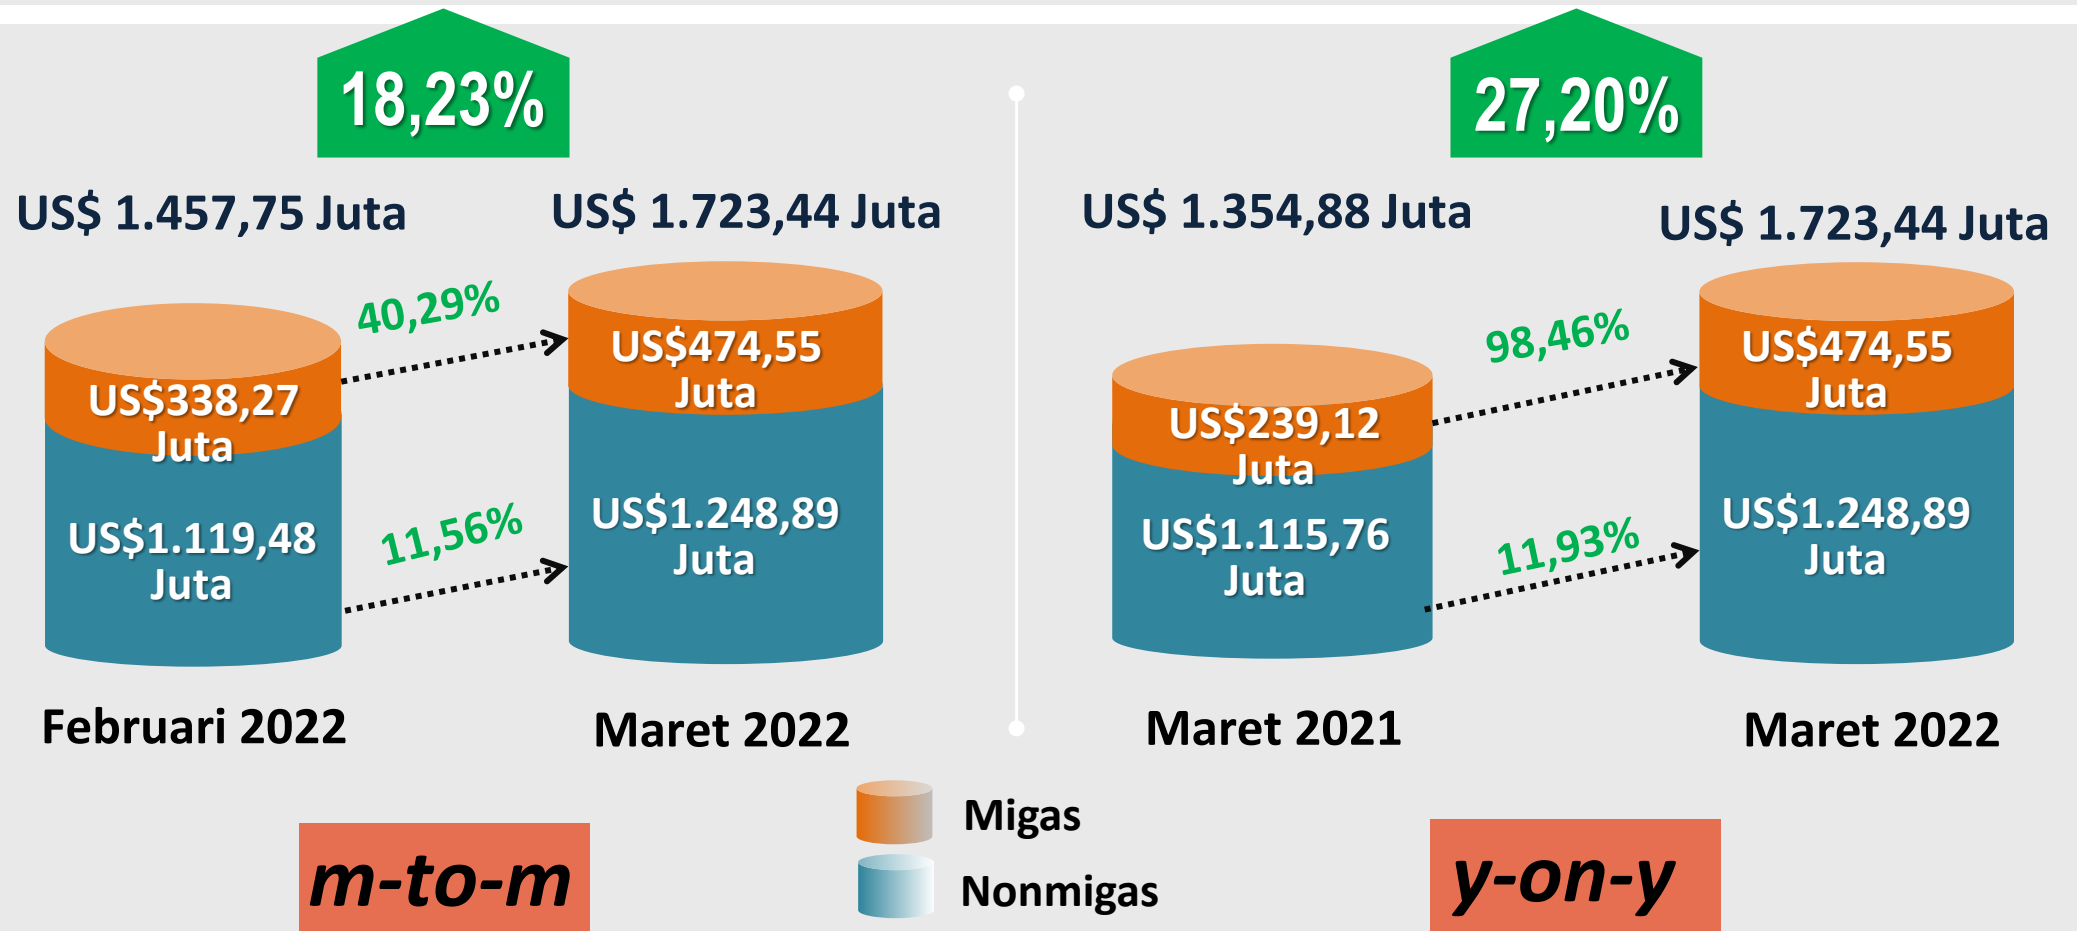 18,23%
US$ 1.457,75 Juta
US$ 1.723,44 Juta
40,29%
US$338,27
Juta
US$474,55
Juta
11,56%
US$1.119,48
Juta
US$1.248,89
Juta
Februari 2022
Maret 2022
m-to-m
27,20%
US$ 1.354,88 Juta
US$ 1.723,44 Juta
98,46%
US$239,12
Juta
US$474,55
Juta
11,93%
US$1.115,76
Juta
US$1.248,89
Juta
Maret 2021
Maret 2022
y-on-y
Migas
Nonmigas